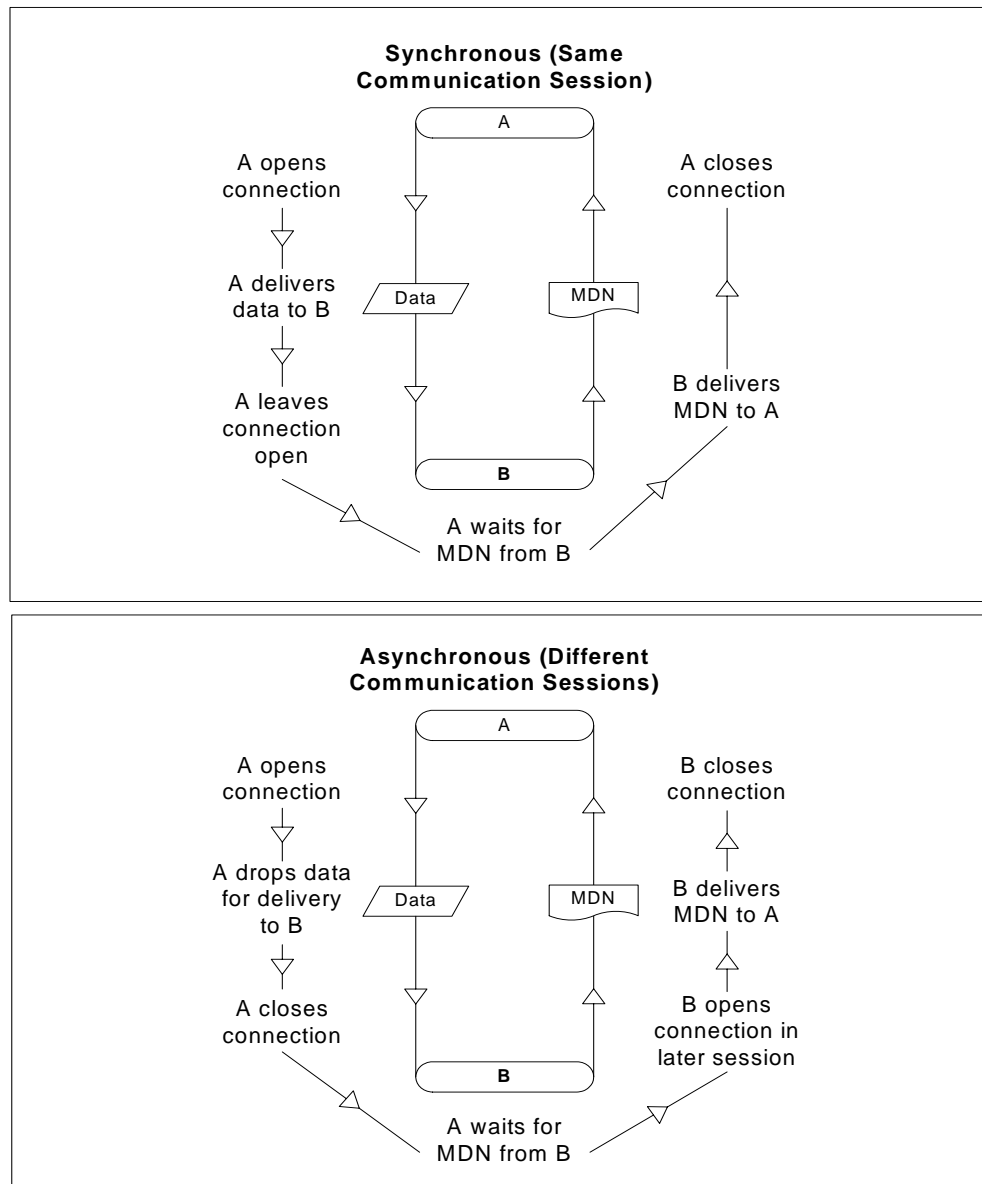 Synchronous (Same
Communication Session)
A
A opens
connection
A closes
connection
A delivers
data to B
Data
MDN
A leaves
connection
open
B delivers
MDN to A
B
A waits for
MDN from B
Asynchronous (Different
Communication Sessions)
A
A opens
connection
B closes
connection
A drops data
for delivery
to B
Data
MDN
B delivers
MDN to A
A closes
connection
B opens
connection in
later session
B
A waits for
MDN from B